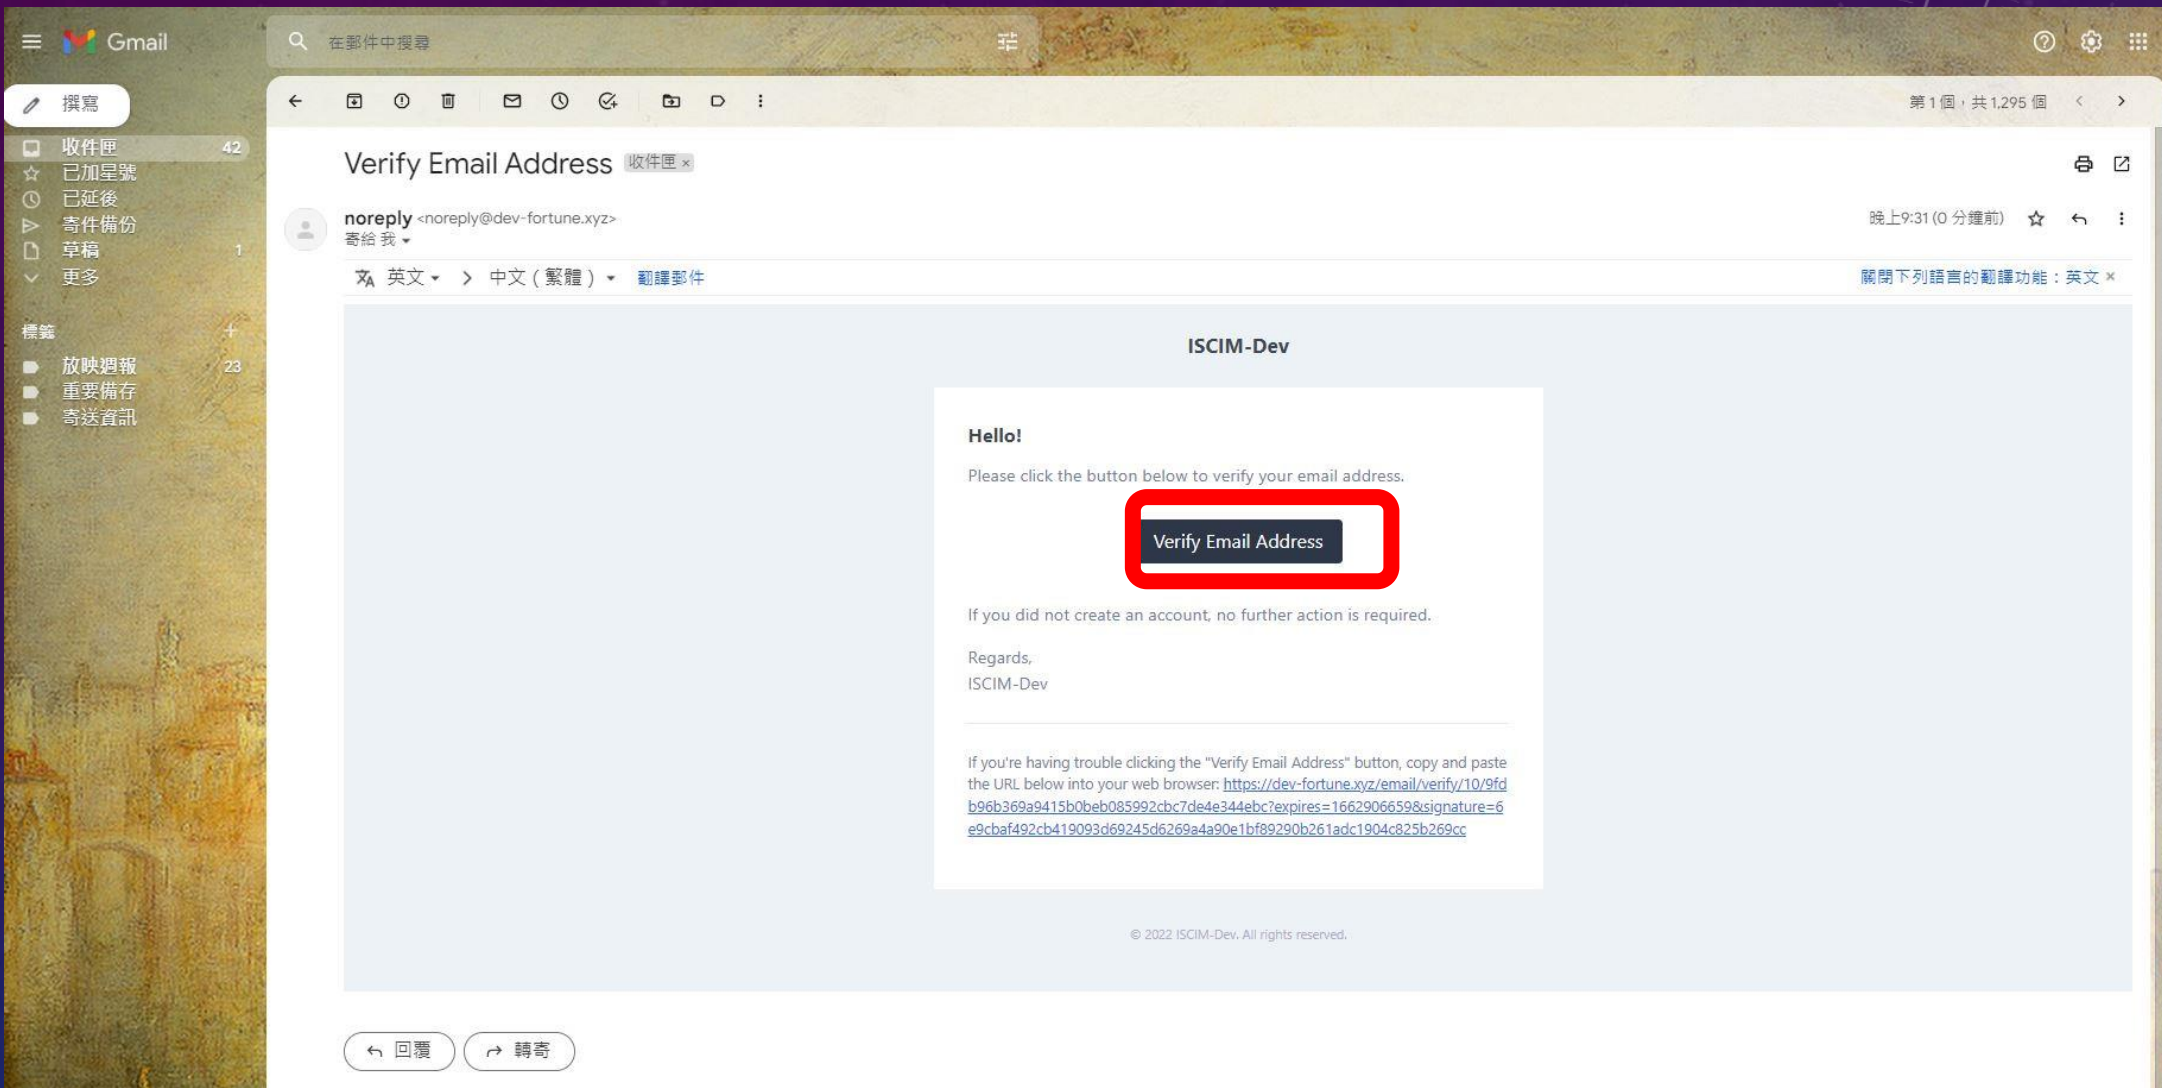 Gmail
在郵件中搜尋
撰寫
第 1 個，共 1,295 個
收件匣 42
已加星號
已延後
寄件備份
草稿 1
更多
標籤
放映週報 23
重要備存
寄送資訊
Verify Email Address 收件匣 ×
noreply <noreply@dev-fortune.xyz>
晚上9:31 (0 分鐘前)
寄給 我
英文 > 中文 ( 繁體 ) 翻譯郵件
關閉下列語言的翻譯功能：英文 ×
ISCIM-Dev
Hello!
Please click the button below to verify your email address.
Verify Email Address
If you did not create an account, no further action is required.
Regards,
ISCIM-Dev
If you're having trouble clicking the "Verify Email Address" button, copy and paste
the URL below into your web browser: https://dev-fortune.xyz/email/verify/10/9fd
b96b369a9415b0beb085992cbc7de4e344ebc?expires=1662906659&signature=6
e9cbaf492cb419093d69245d6269a4a90e1bf89290b261adc1904c825b269cc
© 2022 ISCIM-Dev. All rights reserved.
回覆
轉寄